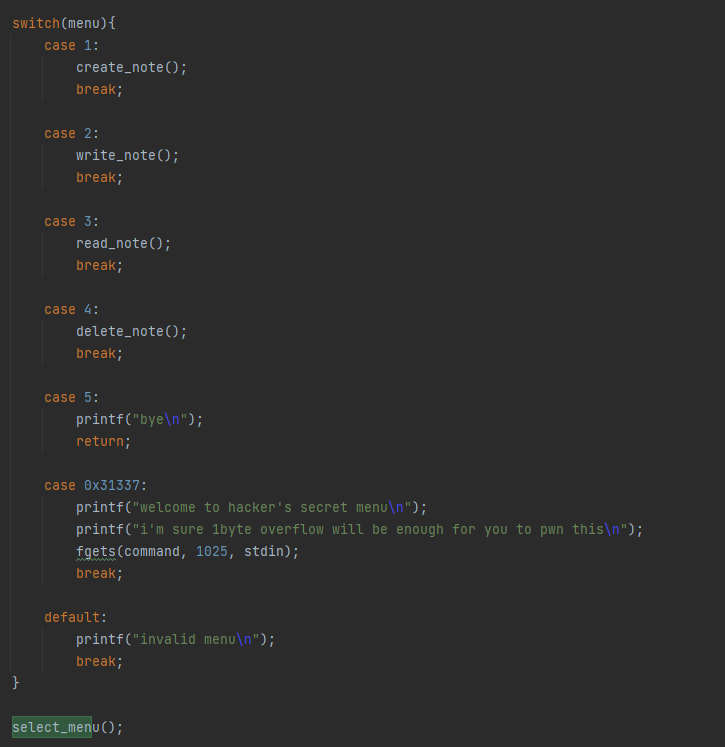 switch(menu){
case 1:
create_note();
break;
case 2:
write_note();
break;
case 3:
read_note();
break;
case 4:
delete_note();
break;
case 5:
printf("bye\n");
return;
case 0x31337:
printf("welcome to hacker's secret menu\n");
printf("i'm sure 1byte overflow will be enough for you to pwn this\n");
fgets(command, 1025, stdin);
break;
default:
printf("invalid menu\n");
break;
}
select_menu();